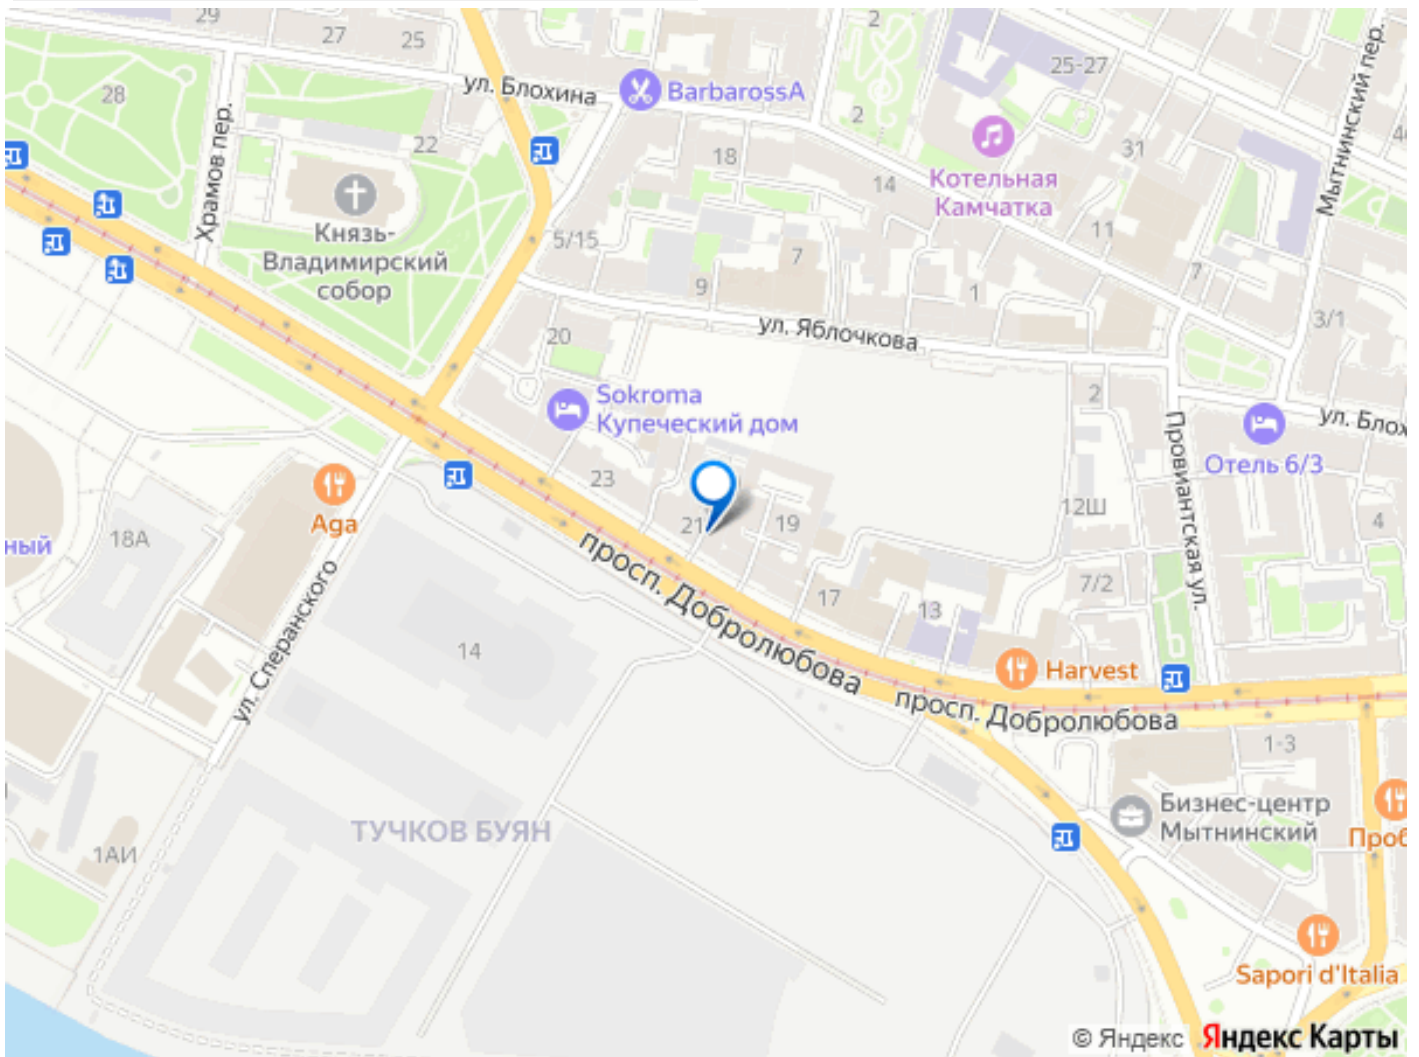 29
27
25
2
25-27
28
ул. Блохина
BarbarossA
2
Мытнинский пер.
22
Храмов пер.
18
14
31
Котельная
Камчатка
Князь-
Владимирский
собор
5/15
7
11
9
1
7
3/1
ул. Яблочкова
20
Sokroma
Купеческий дом
2
Провиантская ул.
Отель 6/3
23
21
19
12Ш
4
Aga
18А
ный
просп. Добролюбова
17
13
7/2
14
ул. Сперанского
Harvest
просп. Добролюбова
1-3
ТУЧКОВ БУЯН
Бизнес-центр
Мытнинский
1АИ
Sapori d'Italia
© Яндекс Яндекс Карты